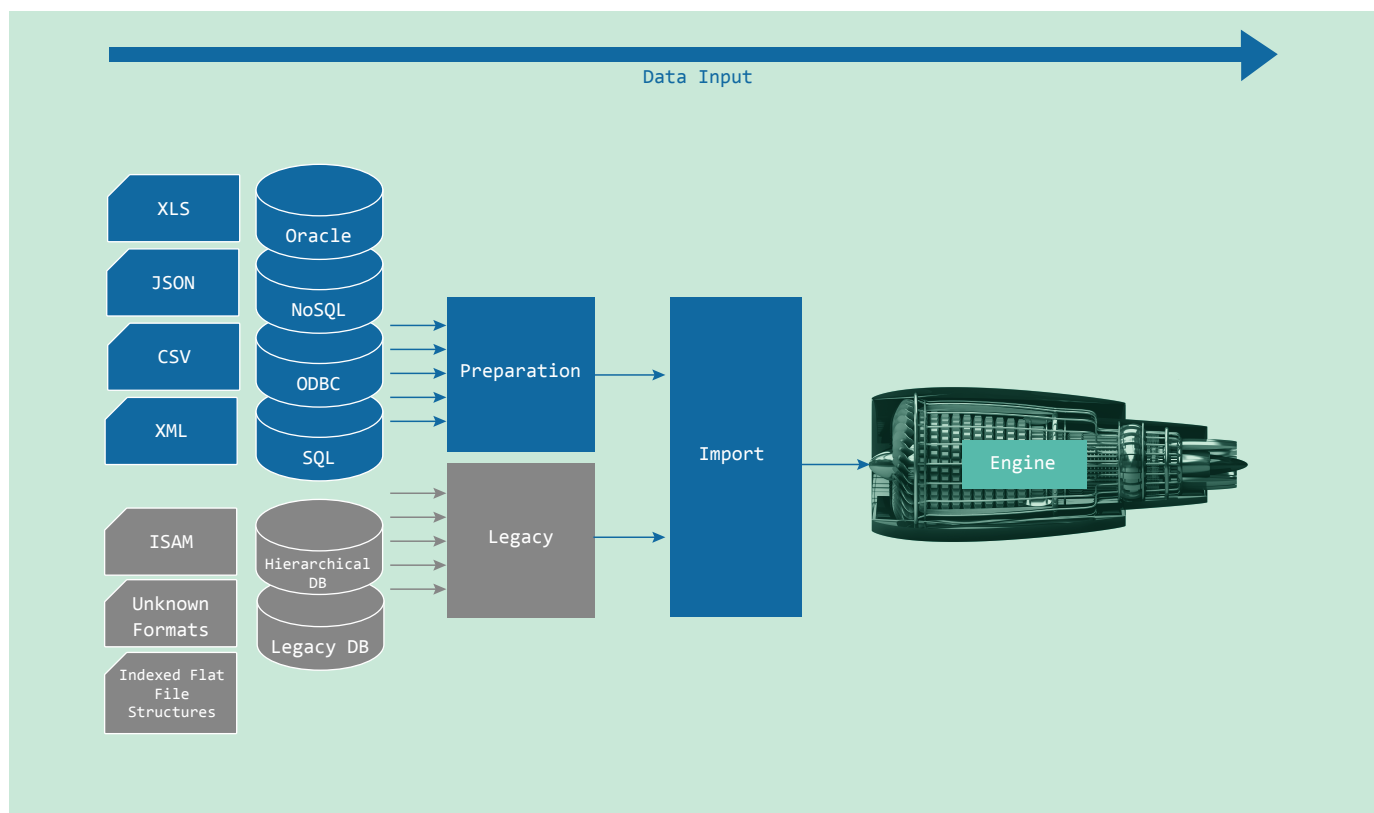 Data Input
XLS
Oracle
JSON
NoSQL
CSV
ODBC
XML
SQL
Preparation
Import
Engine
ISAM
Hierarchical
DB
Legacy
Unknown
Formats
Legacy DB
Indexed Flat
File
Structures